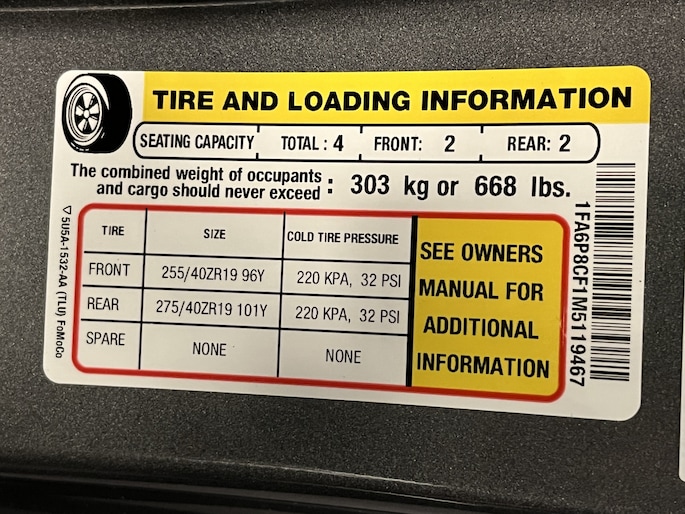 TIRE AND LOADING INFORMATION
SEATING CAPACITY TOTAL : 4 FRONT: 2 REAR: 2
The combined weight of occupants
and cargo should never exceed : 303 kg or 668 lbs.
TIRE SIZE COLD TIRE PRESSURE
FRONT 255/40ZR19 96Y 220 KPA, 32 PSI
REAR 275/40ZR19 101Y 220 KPA, 32 PSI
SPARE NONE NONE
SEE OWNERS
MANUAL FOR
ADDITIONAL
INFORMATION
1FA6P8CF1M5119467
▽ 5U5A-1532-AA (TLU) FoMoCo